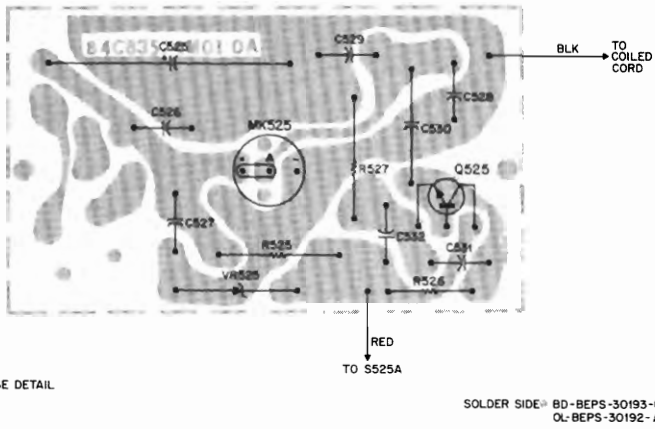 84C835 M01 0A
C525
C529
BLK
TO
COILED
CORD
C526
MK525
C528
C530
+ A -
R527
Q525
C527
C532
R525
C531
VR525
R526
RED
TO S525A
E DETAIL
SOLDER SIDE BD-BEPS-30193-
OL-BEPS-30192-